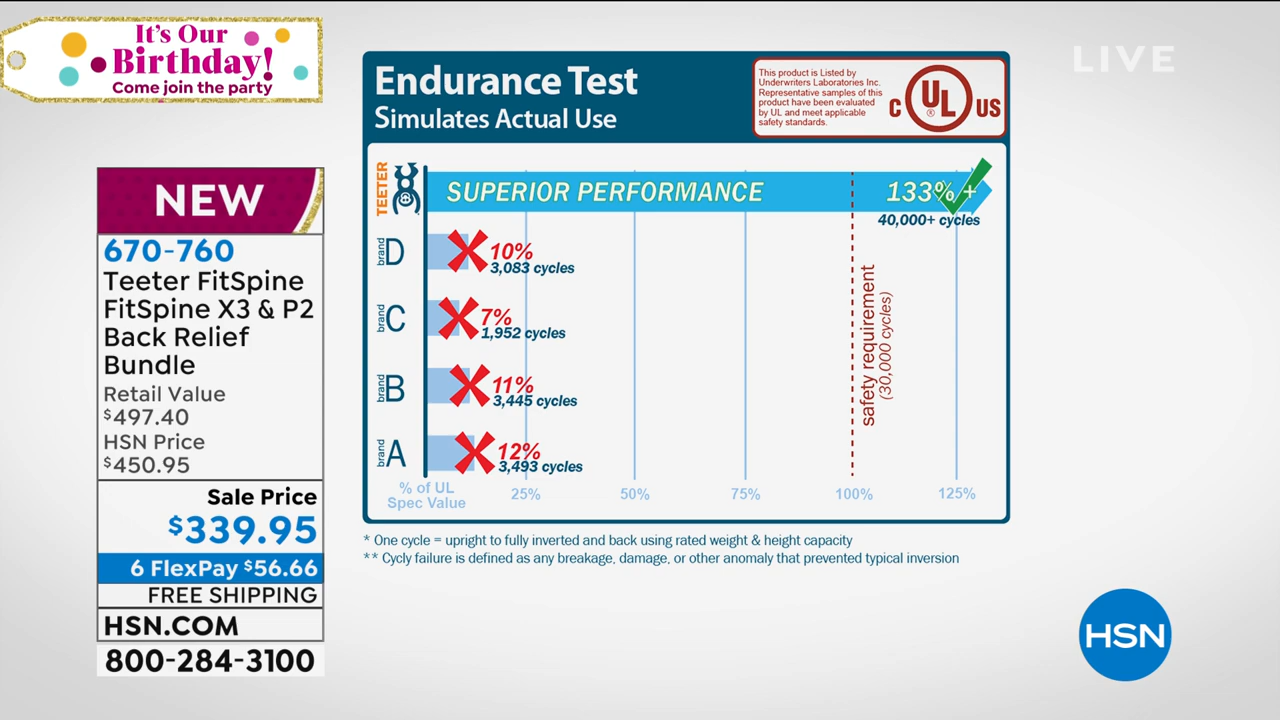 It's Our
Birthday!
Come join the party
LIVE
NEW
670-760
Teeter FitSpine
FitSpine X3 & P2
Back Relief
Bundle
Retail Value
$497.40
HSN Price
$450.95
Sale Price
$339.95
6 FlexPay $56.66
FREE SHIPPING
HSN.COM
800-284-3100
Endurance Test
Simulates Actual Use
This product is Listed by
Underwriters Laboratories Inc.
Representative samples of this
product have been evaluated
by UL and meet applicable
safety standards.
C UL US
®
TEETER
SUPERIOR PERFORMANCE
133%+
40,000+ cycles
brand D
10%
3,083 cycles
brand C
7%
1,952 cycles
brand B
11%
3,445 cycles
brand A
12%
3,493 cycles
safety requirement
(30,000 cycles)
% of UL
Spec Value
25%
50%
75%
100%
125%
* One cycle = upright to fully inverted and back using rated weight & height capacity
** Cycly failure is defined as any breakage, damage, or other anomaly that prevented typical inversion
HSN